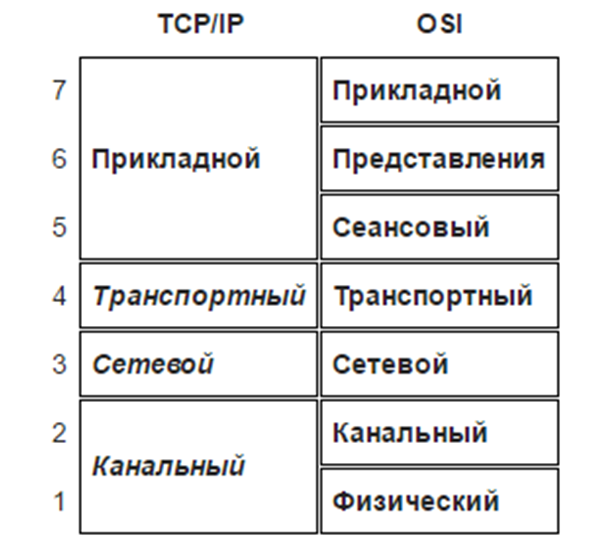 TCP/IP OSI
7 Прикладной
6 Прикладной Представления
5 Сеансовый
4 Транспортный Транспортный
3 Сетевой Сетевой
2 Канальный
Канальный
1 Физический